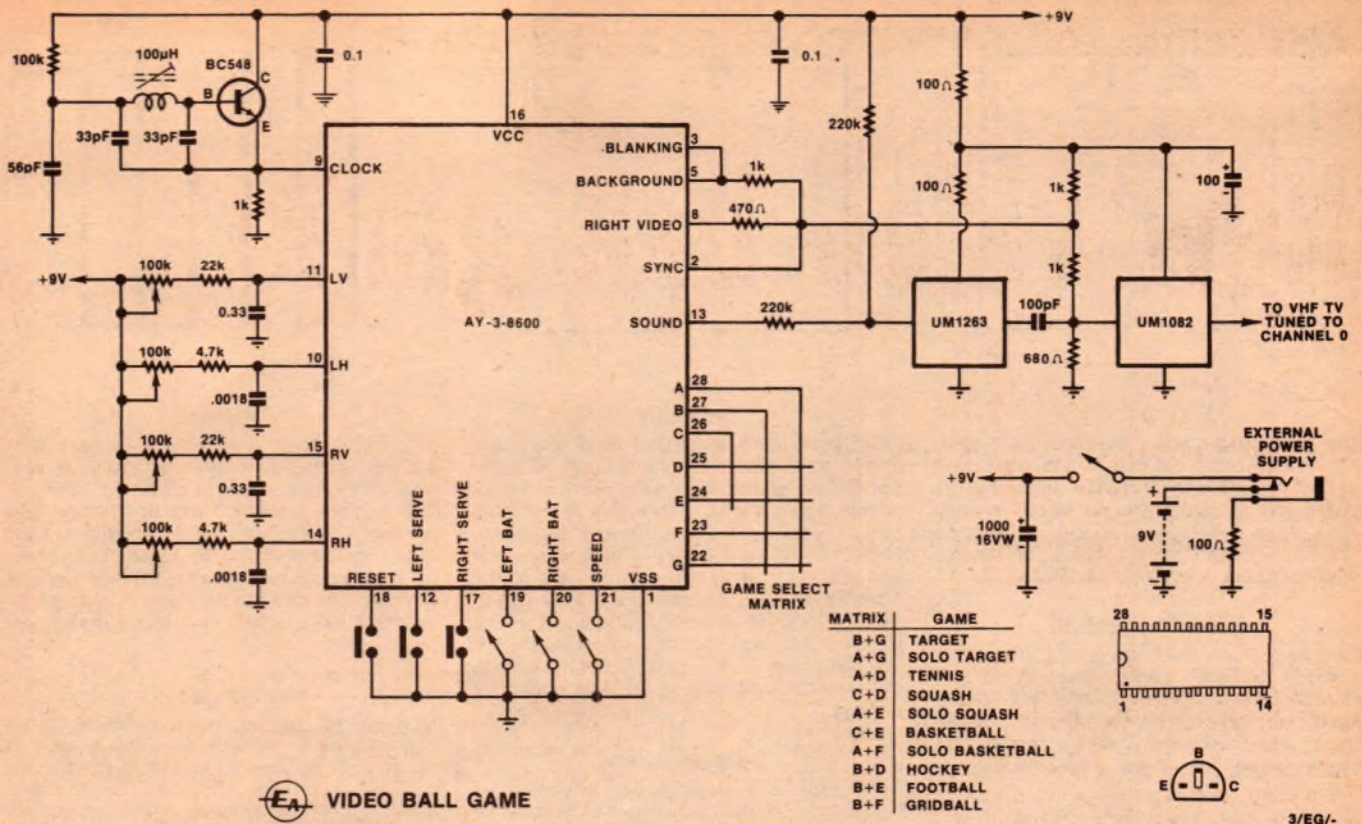 +9V
100k
100µH
BC548
C
B
E
0.1
0.1
100Ω
33pF
33pF
56pF
1k
220k
16
VCC
9
CLOCK
BLANKING
3
BACKGROUND
5
1k
RIGHT VIDEO
8
470Ω
SYNC
2
SOUND
13
220k
100Ω
1k
100
1k
UM1263
100pF
680Ω
UM1082
TO VHF TV
TUNED TO
CHANNEL 0
+9V
100k
22k
11
LV
0.33
AY-3-8600
100k
4.7k
10
LH
.0018
100k
22k
15
RV
0.33
100k
4.7k
14
RH
.0018
A
28
B
27
C
26
D
25
E
24
F
23
G
22
GAME SELECT
MATRIX
RESET
LEFT SERVE
RIGHT SERVE
LEFT BAT
RIGHT BAT
SPEED
VSS
18
12
17
19
20
21
1
EXTERNAL
POWER
SUPPLY
+9V
1000
16VW
9V
100Ω
MATRIX GAME
B+G TARGET
A+G SOLO TARGET
A+D TENNIS
C+D SQUASH
A+E SOLO SQUASH
C+E BASKETBALL
A+F SOLO BASKETBALL
B+D HOCKEY
B+E FOOTBALL
B+F GRIDBALL
28
15
1
14
B
E
C
EA VIDEO BALL GAME
3/EG/-